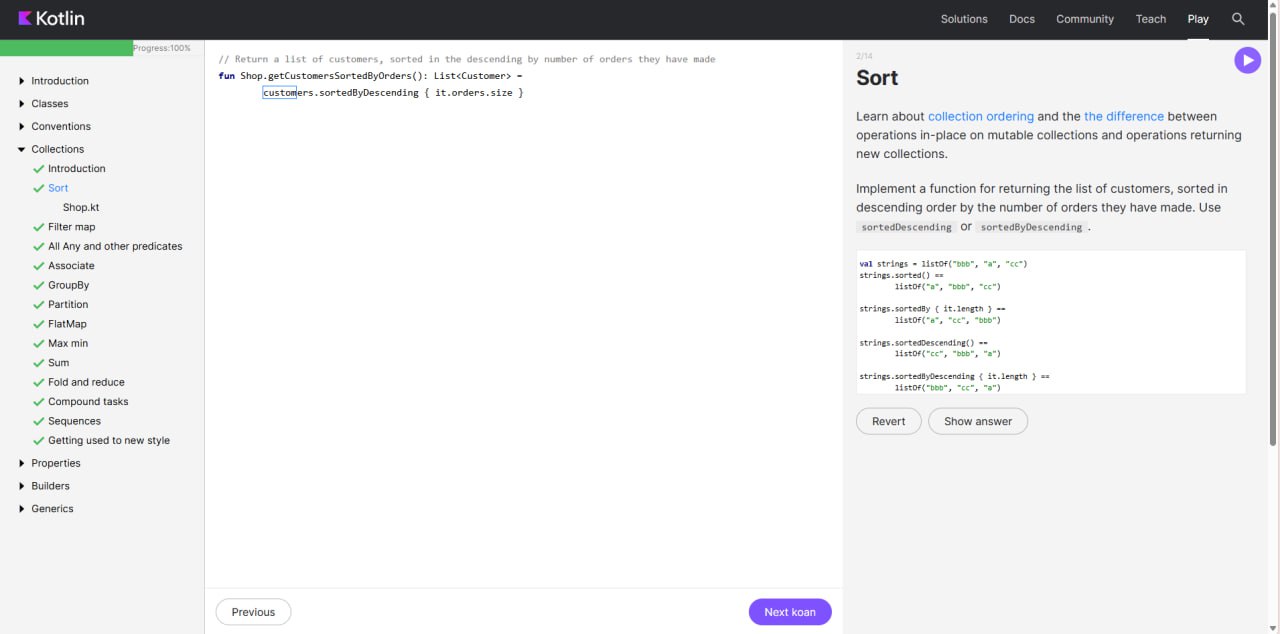 Kotlin
Solutions
Docs
Community
Teach
Play
Progress:100%
Introduction
Classes
Conventions
Collections
Introduction
Sort
Shop.kt
Filter map
All Any and other predicates
Associate
GroupBy
Partition
FlatMap
Max min
Sum
Fold and reduce
Compound tasks
Sequences
Getting used to new style
Properties
Builders
Generics
// Return a list of customers, sorted in the descending by number of orders they have made
fun Shop.getCustomersSortedByOrders(): List<Customer> =
customers.sortedByDescending { it.orders.size }
Previous
Next koan
2/14
Sort
Learn about collection ordering and the the difference between
operations in-place on mutable collections and operations returning
new collections.
Implement a function for returning the list of customers, sorted in
descending order by the number of orders they have made. Use
sortedDescending or sortedByDescending .
val strings = listOf("bbb", "a", "cc")
strings.sorted() ==
listOf("a", "bbb", "cc")
strings.sortedBy { it.length } ==
listOf("a", "cc", "bbb")
strings.sortedDescending() ==
listOf("cc", "bbb", "a")
strings.sortedByDescending { it.length } ==
listOf("bbb", "cc", "a")
Revert
Show answer